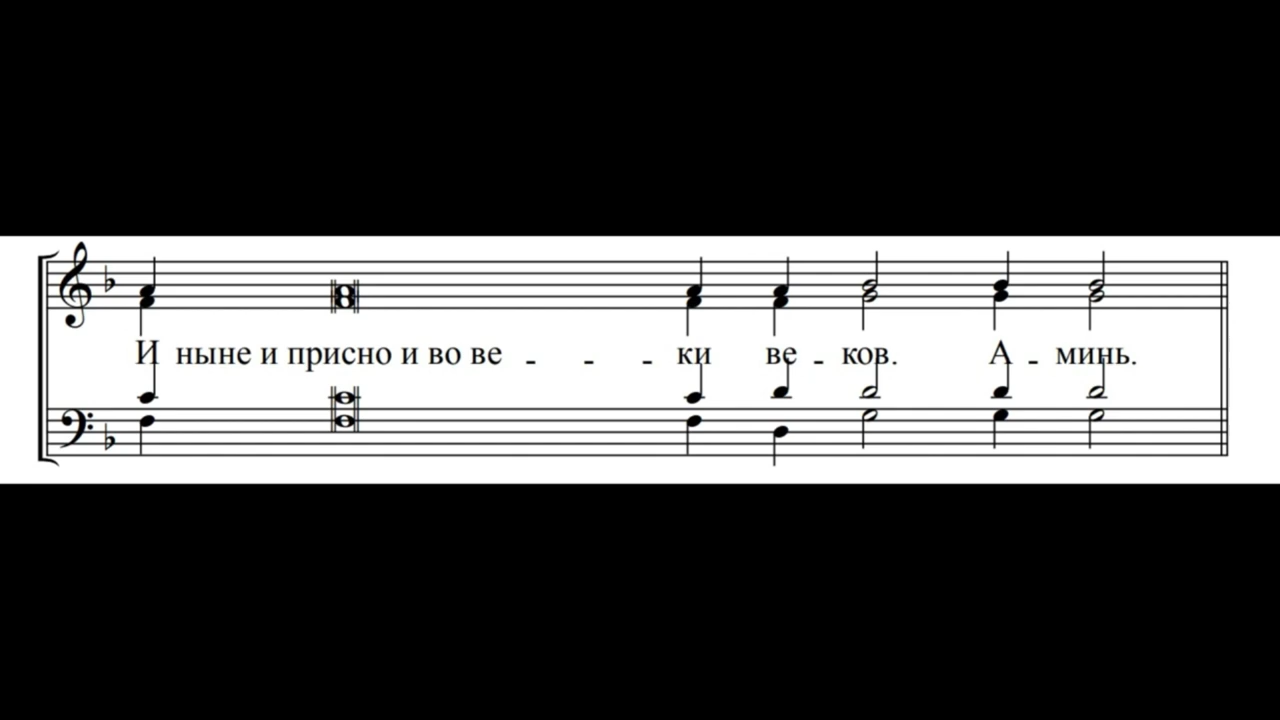 И ныне и присно и во ве - - - ки ве - ков. А - минь.